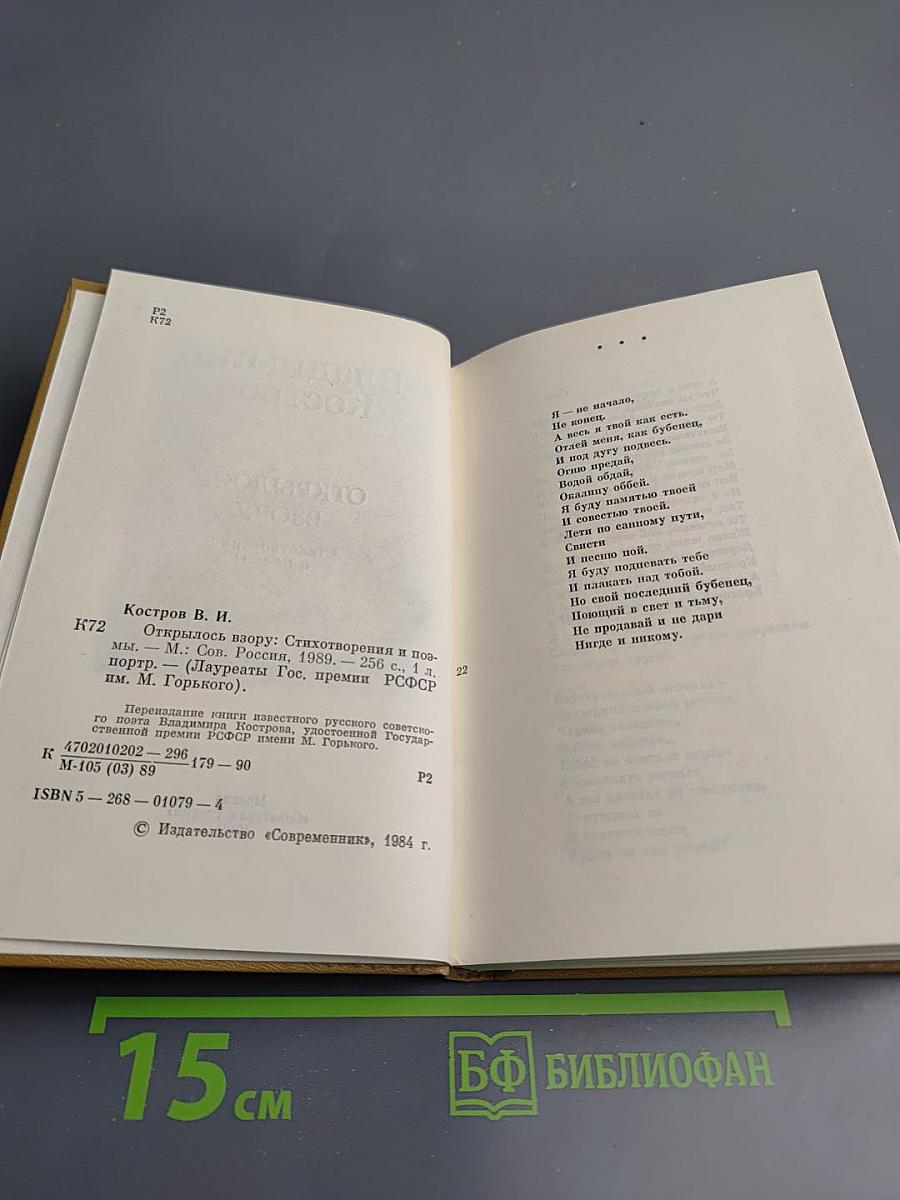 Р2
К72
Костров В. И.
К72
Открылось взору: Стихотворения и поэ-
мы. — М.: Сов. Россия, 1989. — 256 с., 1 л.
портр. — (Лауреаты Гос. премии РСФСР
им. М. Горького).
Переиздание книги известного русского советско-
го поэта Владимира Кострова, удостоенной Государ-
ственной премии РСФСР имени М. Горького.
К 4702010202 — 296
М-105 (03) 89 179 — 90
Р2
ISBN 5 — 268 — 01079 — 4
© Издательство «Современник», 1984 г.
• • •
Я — не начало,
Не конец.
А весь я твой как есть.
Отлей меня, как бубенец,
И под дугу подвесь.
Огню предай,
Водой обдай,
Окалину оббей.
Я буду памятью твоей
И совестью твоей.
Лети по санному пути,
Свисти
И песню пой.
Я буду подпевать тебе
И плакать над тобой.
Но свой последний бубенец,
Поющий в свет и тьму,
Не продавай и не дари
Нигде и никому.
22
15 см
БФ БИБЛИОФАН